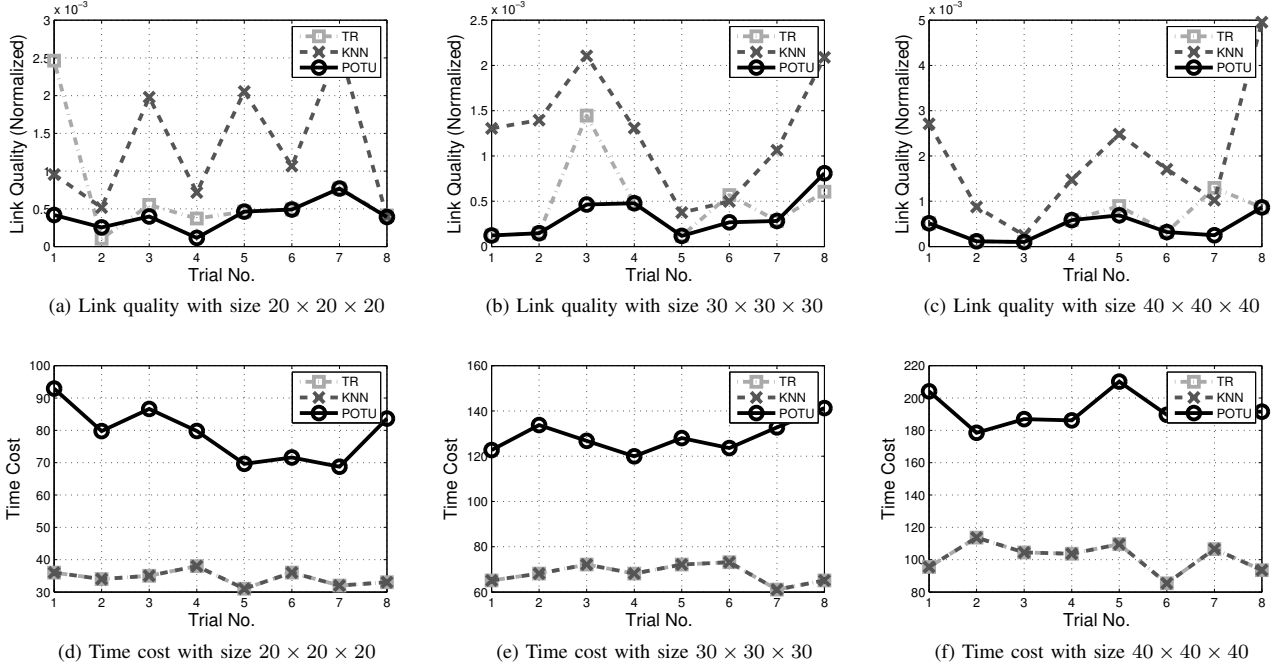 x 10⁻³
3
2.5
2
1.5
1
0.5
0
1 2 3 4 5 6 7 8
Link Quality (Normalized)
Trial No.
TR
KNN
POTU
(a) Link quality with size 20 × 20 × 20
x 10⁻³
2.5
2
1.5
1
0.5
0
1 2 3 4 5 6 7 8
Link Quality (Normalized)
Trial No.
TR
KNN
POTU
(b) Link quality with size 30 × 30 × 30
x 10⁻³
5
4
3
2
1
0
1 2 3 4 5 6 7 8
Link Quality (Normalized)
Trial No.
TR
KNN
POTU
(c) Link quality with size 40 × 40 × 40
100
90
80
70
60
50
40
30
1 2 3 4 5 6 7 8
Time Cost
Trial No.
TR
KNN
POTU
(d) Time cost with size 20 × 20 × 20
160
140
120
100
80
60
1 2 3 4 5 6 7 8
Time Cost
Trial No.
TR
KNN
POTU
(e) Time cost with size 30 × 30 × 30
220
200
180
160
140
120
100
80
1 2 3 4 5 6 7 8
Time Cost
Trial No.
TR
KNN
POTU
(f) Time cost with size 40 × 40 × 40